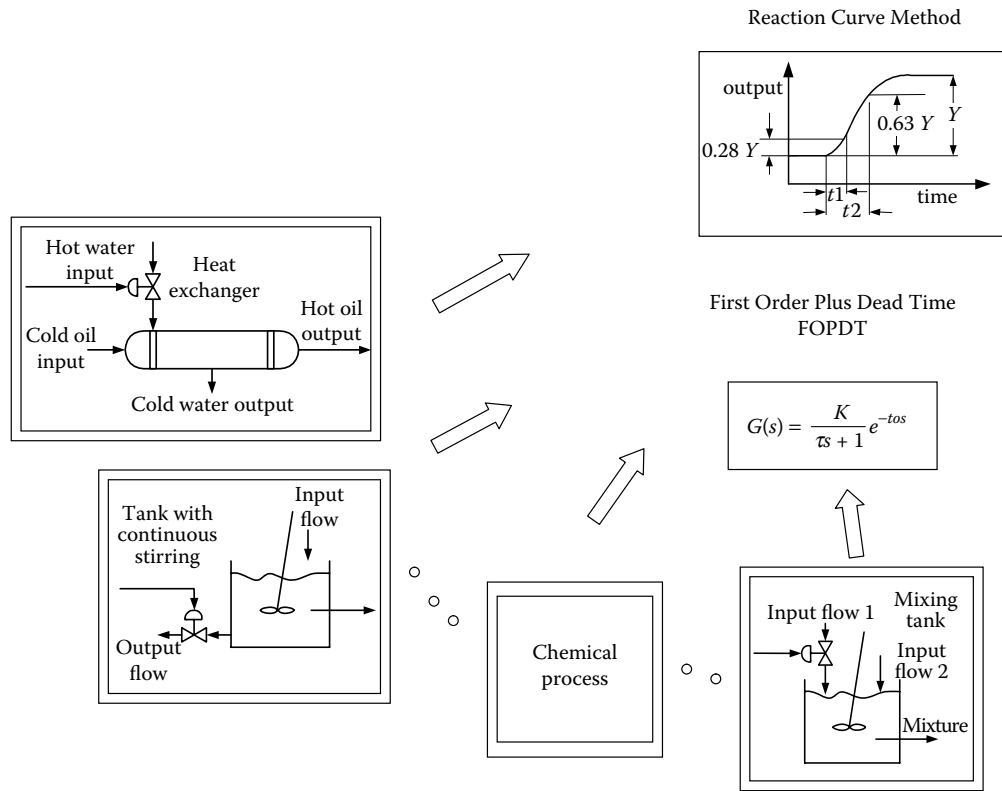 Reaction Curve Method
output
Y
0.63 Y
0.28 Y
t1
t2
time
Hot water
input
Heat
exchanger
Hot oil
output
Cold oil
input
Cold water output
First Order Plus Dead Time
FOPDT
G(s) = K / τs + 1 e^–tos
Tank with
continuous
stirring
Input
flow
Output
flow
Chemical
process
Input flow 1
Mixing
tank
Input
flow 2
Mixture